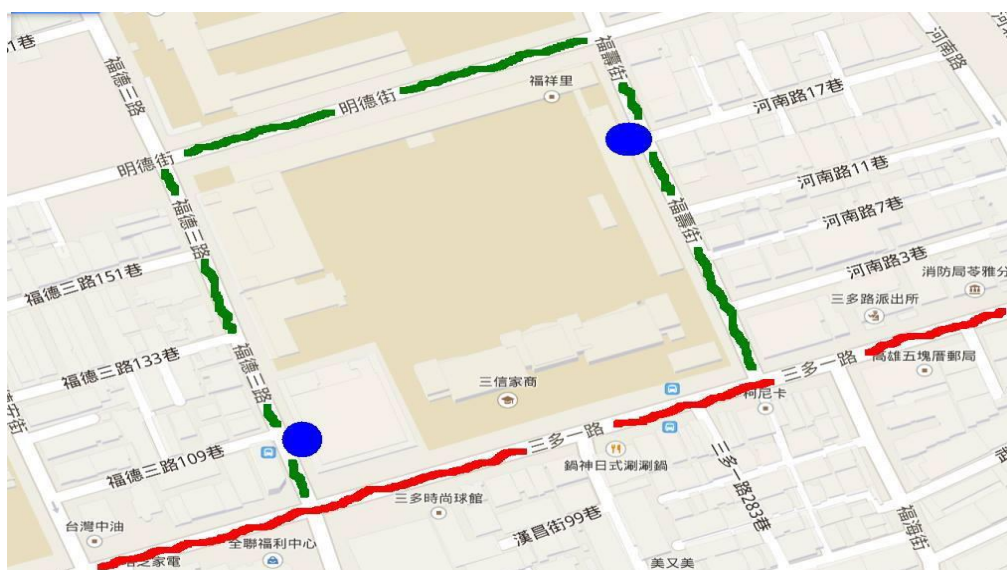 福德三路
福壽街
河南路
福祥里
明德街
河南路17巷
明德街
河南路11巷
福德三路
福壽街
河南路7巷
福德三路151巷
河南路3巷
消防局苓雅分
三多路派出所
福德三路133巷
福德三路
三多一路
高雄五塊厝郵局
三信家商
柯尼卡
三多一路
福德三路109巷
鍋神日式涮涮鍋
三多一路283巷
三多時尚球館
台灣中油
漢昌街99巷
福海街
全聯福利中心
美又美